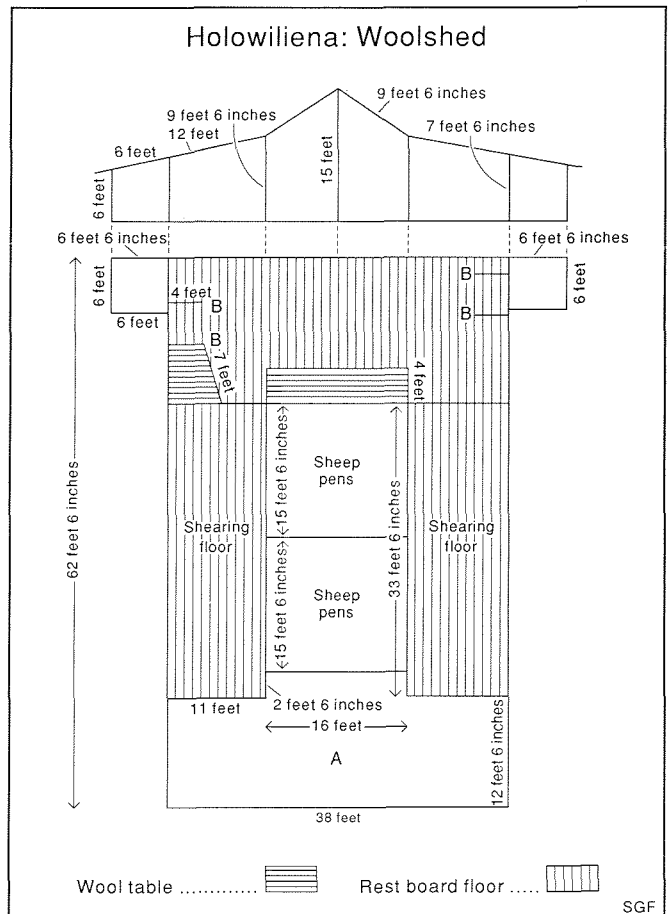 Holowiliena: Woolshed
9 feet 6 inches
9 feet 6 inches
12 feet
7 feet 6 inches
6 feet
15 feet
6 feet
6 feet 6 inches
6 feet 6 inches
6 feet
4 feet
B
B
6 feet
6 feet
B
B
7 feet
4 feet
15 feet 6 inches
Sheep
pens
33 feet 6 inches
Shearing
floor
Shearing
floor
62 feet 6 inches
15 feet 6 inches
Sheep
pens
11 feet
2 feet 6 inches
16 feet
A
12 feet 6 inches
38 feet
Wool table .............
Rest board floor .....
SGF